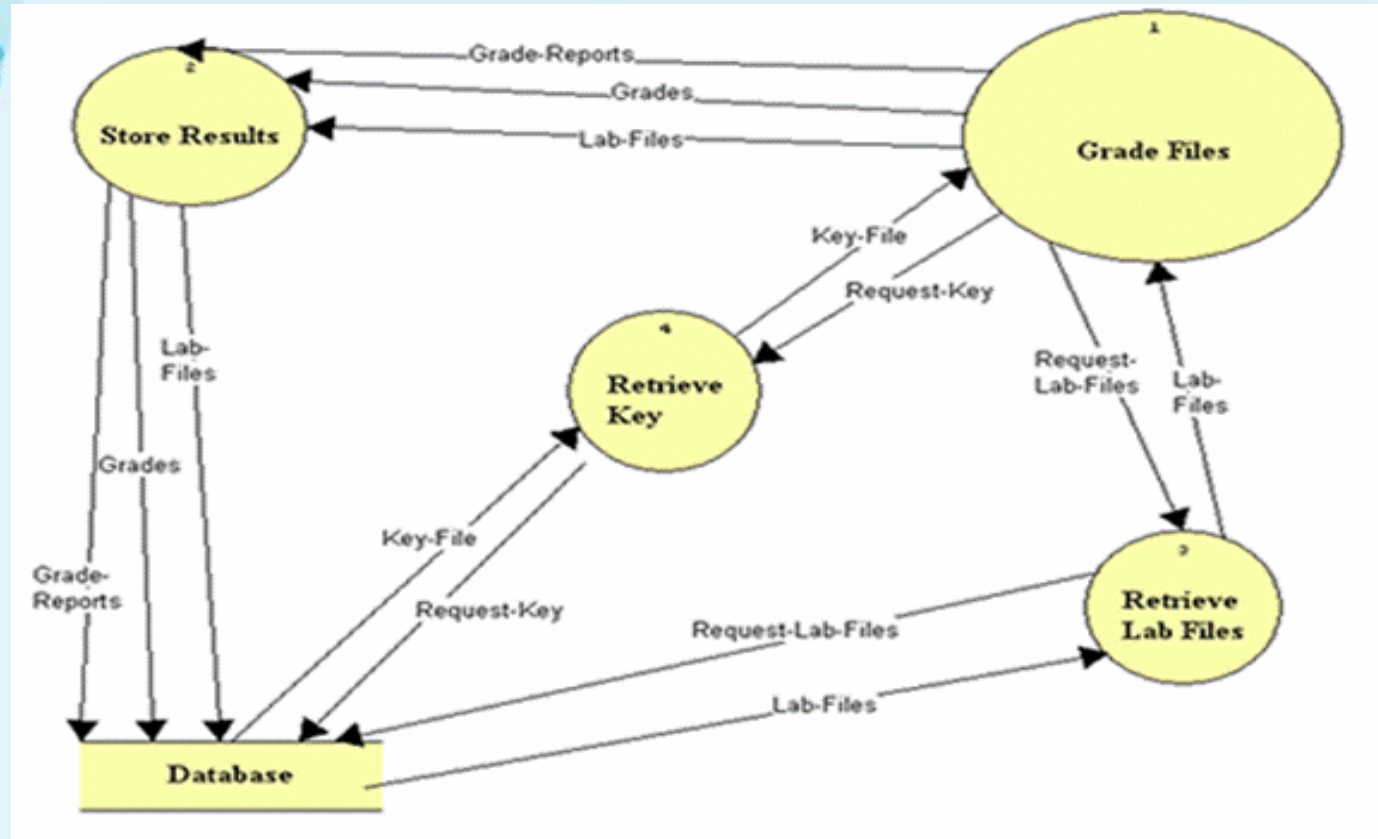 1
Grade-Reports
2
Grades
Store Results
Lab-Files
Grade Files
Key-File
Request-Key
4
Lab-
Files
Request-
Lab-Files
Lab-
Files
Retrieve
Key
Grades
Key-File
3
Grade-
Reports
Request-Key
Retrieve
Lab Files
Request-Lab-Files
Lab-Files
Database